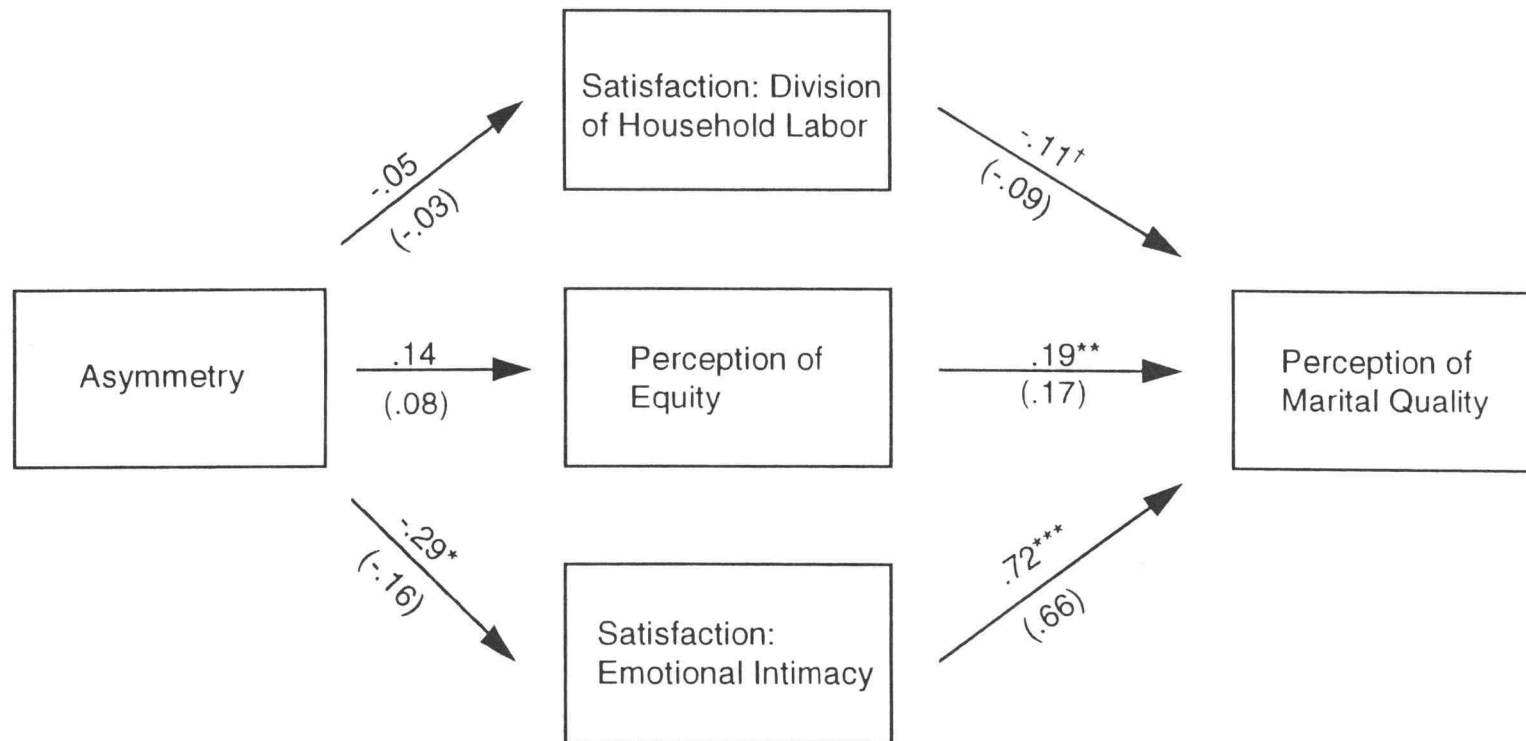 Satisfaction: Division
of Household Labor
-.05
(-.03)
-.11†
(-.09)
Asymmetry
.14
(.08)
Perception of
Equity
.19**
(.17)
Perception of
Marital Quality
-.29*
(-.16)
Satisfaction:
Emotional Intimacy
.72***
(.66)